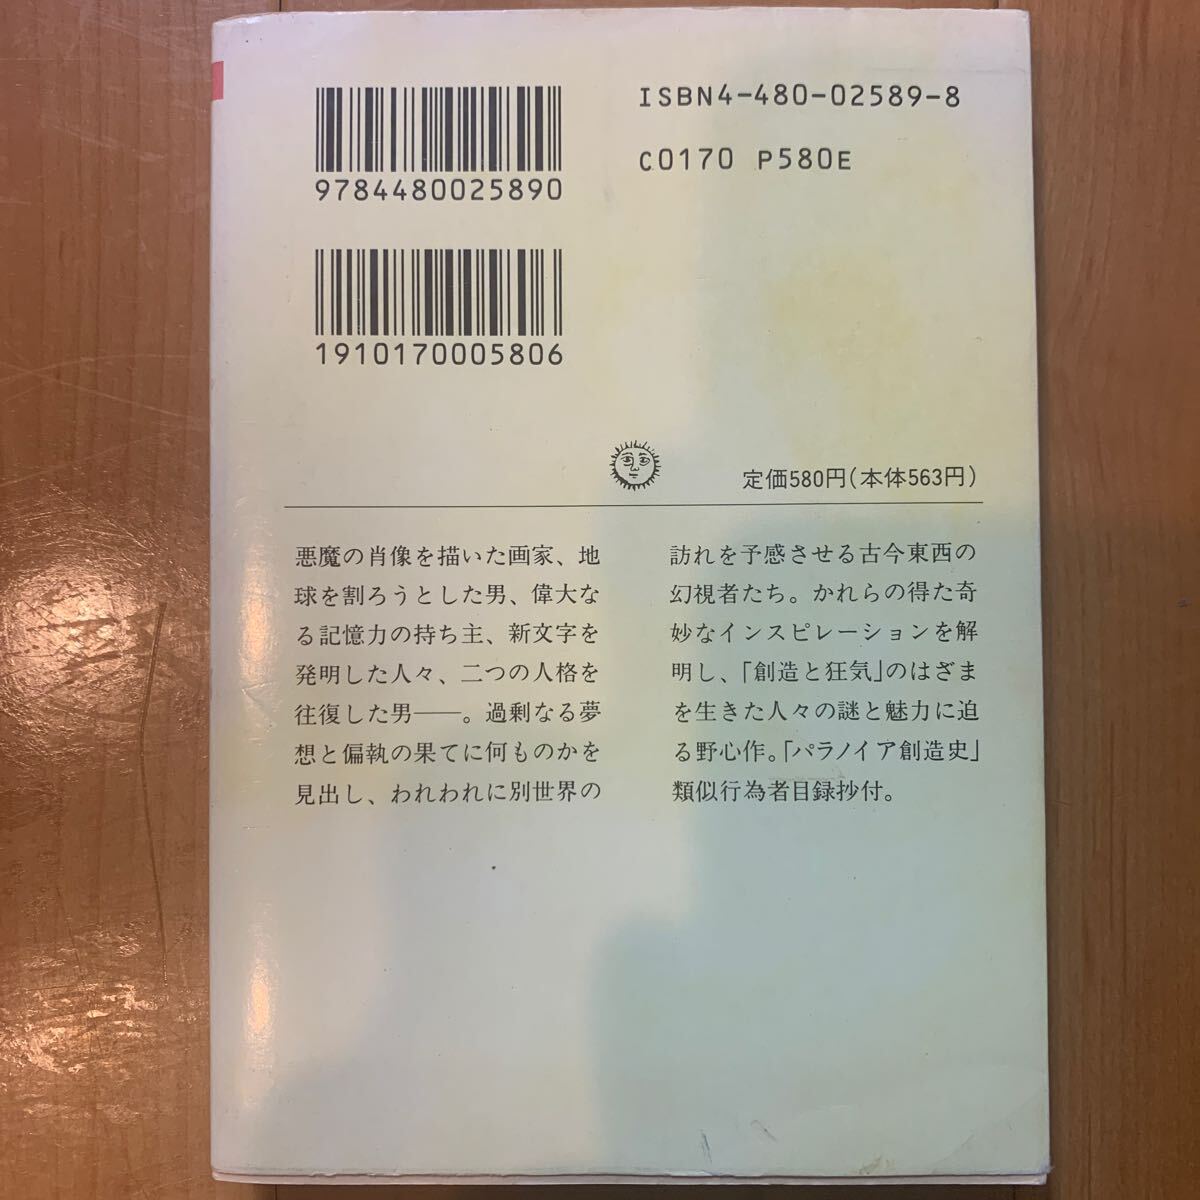 ISBN4-480-02589-8
C0170 P580E
9784480025890
1910170005806
定価580円(本体563円)
悪魔の肖像を描いた画家、地
球を割ろうとした男、偉大な
る記憶力の持ち主、新文字を
発明した人々、二つの人格を
往復した男――。過剰なる夢
想と偏執の果てに何ものかを
見出し、われわれに別世界の
訪れを予感させる古今東西の
幻視者たち。かれらの得た奇
妙なインスピレーションを解
明し、「創造と狂気」のはざま
を生きた人々の謎と魅力に迫
る野心作。「パラノイア創造史」
類似行為者目録抄付。